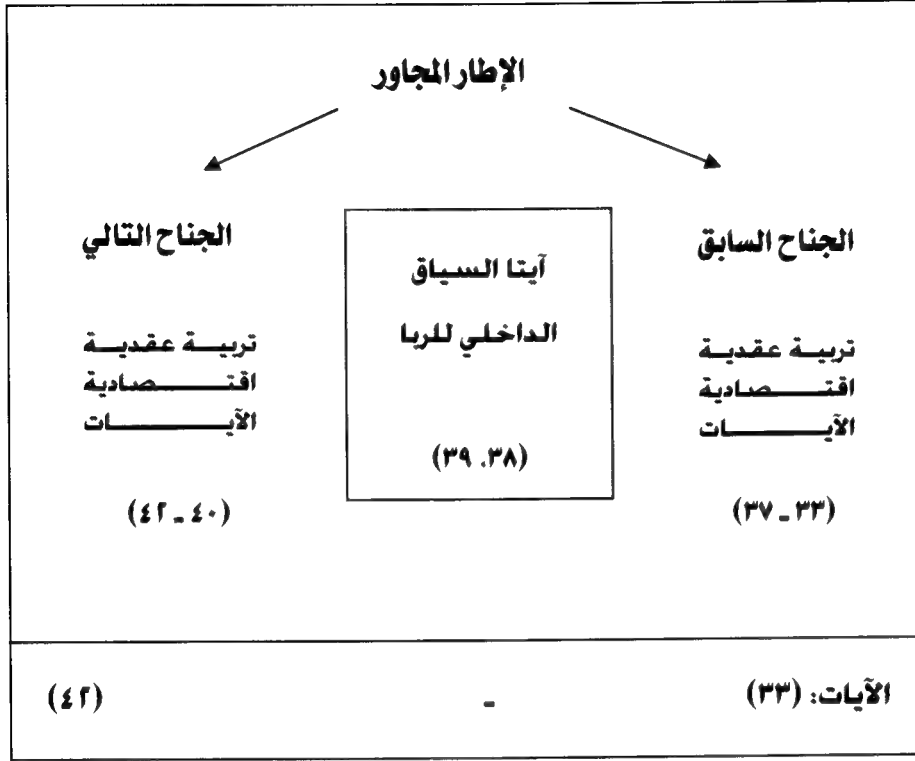 الإطار المجاور
الجناح السابق
تربية عقدية
اقتصادية
الآيات
(٣٣ - ٣٧)
آيتا السياق
الداخلي للربا
(٣٨، ٣٩)
الجناح التالي
تربية عقدية
اقتصادية
الآيات
(٤٠ - ٤٢)
الآيات: (٣٣) - (٤٢)